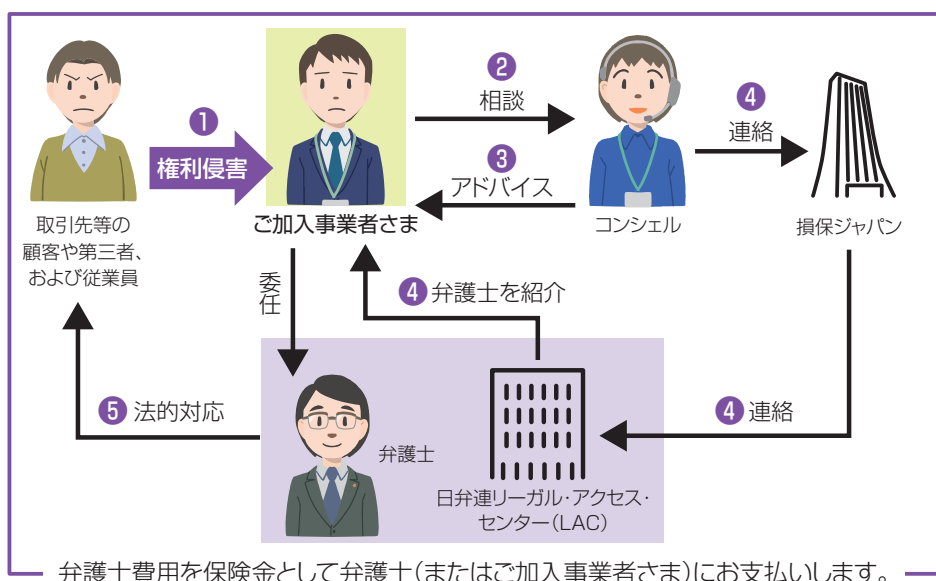 ❶
権利侵害
❷
相談
❸
アドバイス
❹
連絡
取引先等の
顧客や第三者、
および従業員
ご加入事業者さま
コンシェル
損保ジャパン
委任
❹弁護士を紹介
❺法的対応
❹連絡
弁護士
日弁連リーガル・アクセス・
センター(LAC)
弁護士費用を保険金として弁護士(またはご加入事業者さま)にお支払いします。